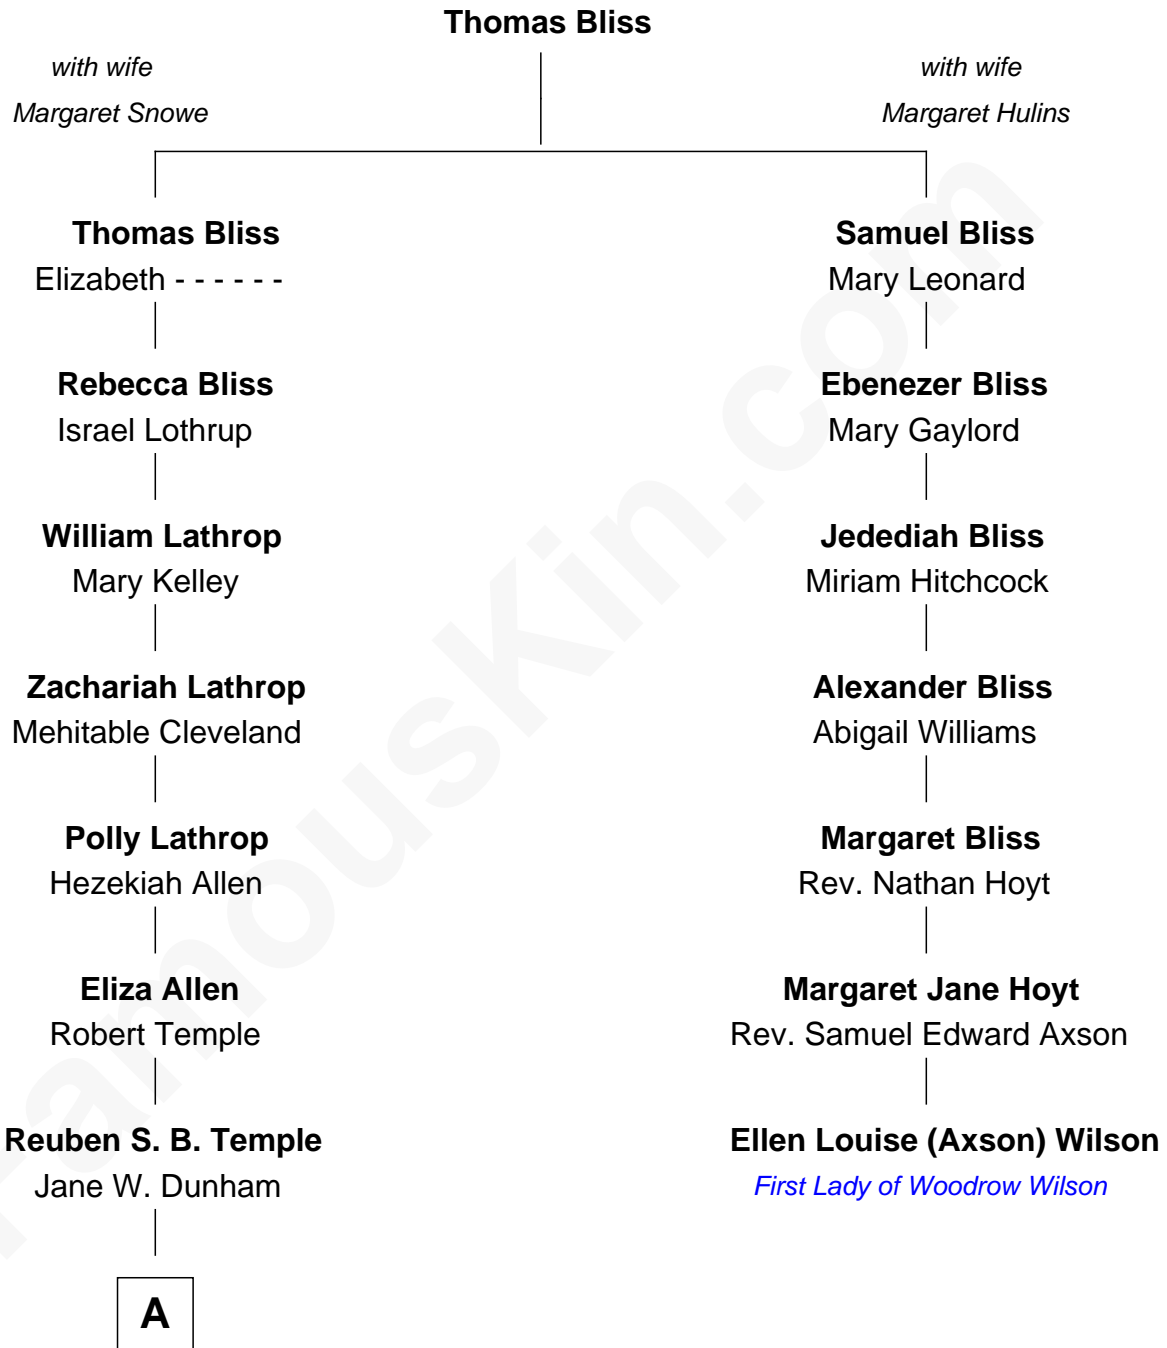 Thomas Bliss
with wife
Margaret Snowe
with wife
Margaret Hulins
Thomas Bliss
Elizabeth - - - - - -
Rebecca Bliss
Israel Lothrup
William Lathrop
Mary Kelley
Zachariah Lathrop
Mehitable Cleveland
Polly Lathrop
Hezekiah Allen
Eliza Allen
Robert Temple
Reuben S. B. Temple
Jane W. Dunham
A
Samuel Bliss
Mary Leonard
Ebenezer Bliss
Mary Gaylord
Jedediah Bliss
Miriam Hitchcock
Alexander Bliss
Abigail Williams
Margaret Bliss
Rev. Nathan Hoyt
Margaret Jane Hoyt
Rev. Samuel Edward Axson
Ellen Louise (Axson) Wilson
First Lady of Woodrow Wilson
FamousKin.com